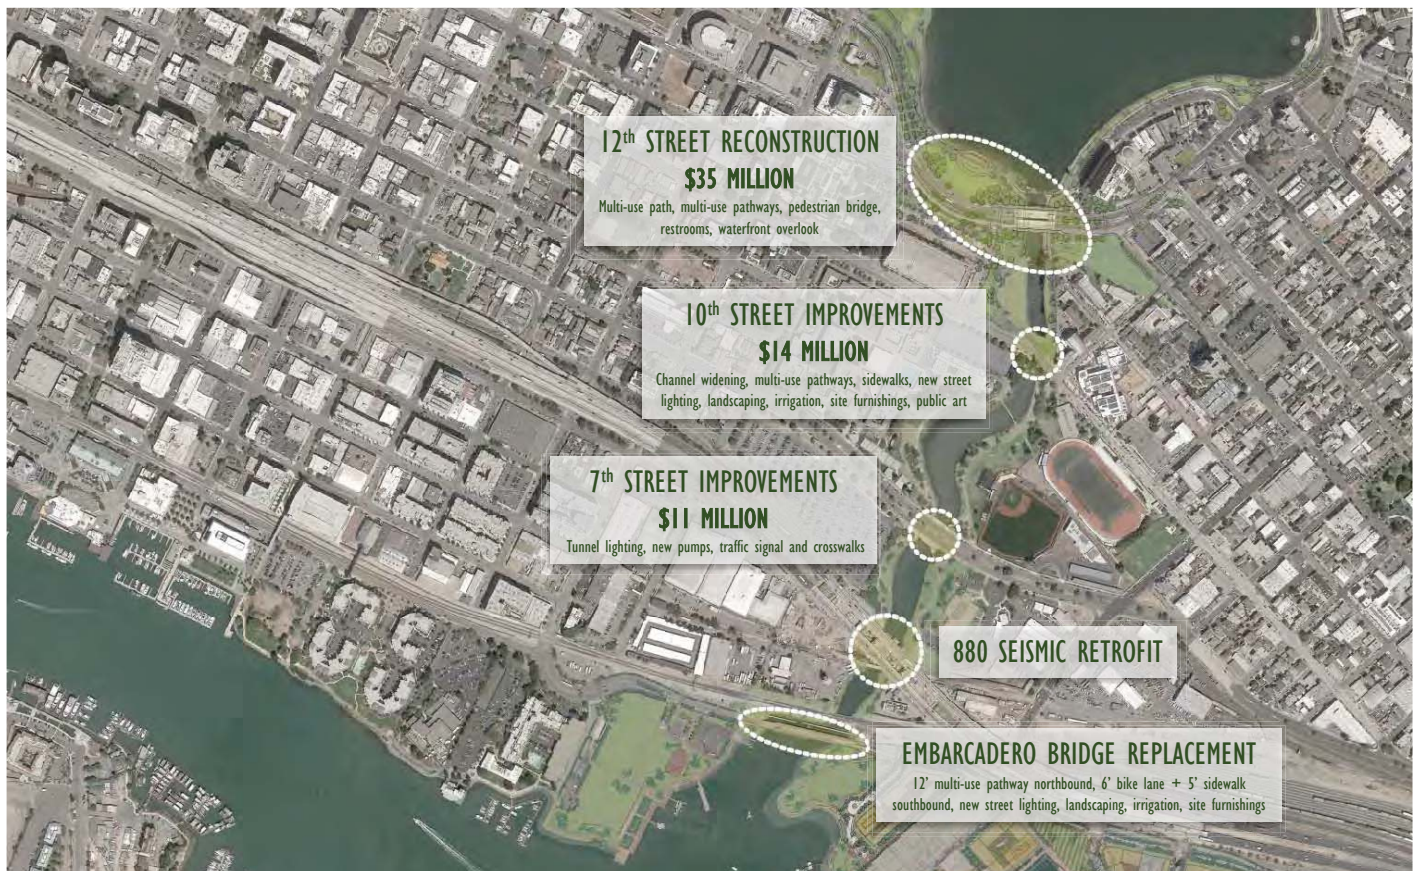 12th STREET RECONSTRUCTION
$35 MILLION
Multi-use path, multi-use pathways, pedestrian bridge,
restrooms, waterfront overlook
10th STREET IMPROVEMENTS
$14 MILLION
Channel widening, multi-use pathways, sidewalks, new street
lighting, landscaping, irrigation, site furnishings, public art
7th STREET IMPROVEMENTS
$11 MILLION
Tunnel lighting, new pumps, traffic signal and crosswalks
880 SEISMIC RETROFIT
EMBARCADERO BRIDGE REPLACEMENT
12' multi-use pathway northbound, 6' bike lane + 5' sidewalk
southbound, new street lighting, landscaping, irrigation, site furnishings